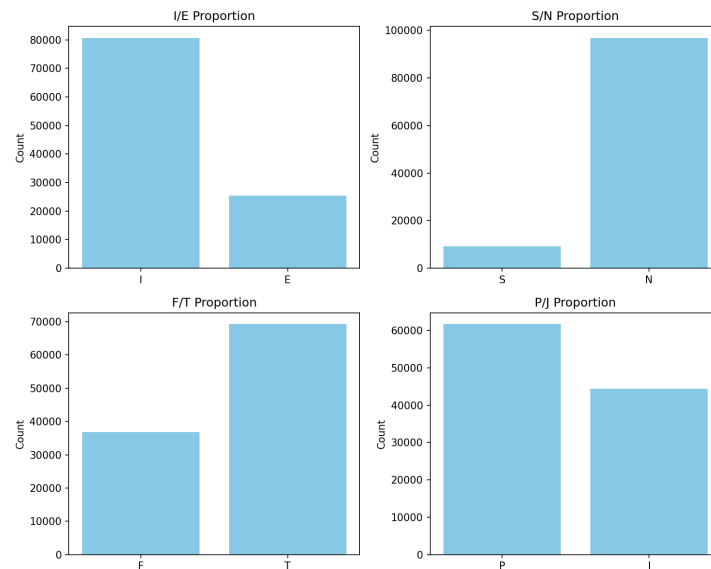 I/E Proportion
80000
70000
60000
50000
40000
30000
20000
10000
0
Count
I
E
S/N Proportion
100000
80000
60000
40000
20000
0
Count
S
N
F/T Proportion
70000
60000
50000
40000
30000
20000
10000
0
Count
F
T
P/J Proportion
60000
50000
40000
30000
20000
10000
0
Count
P